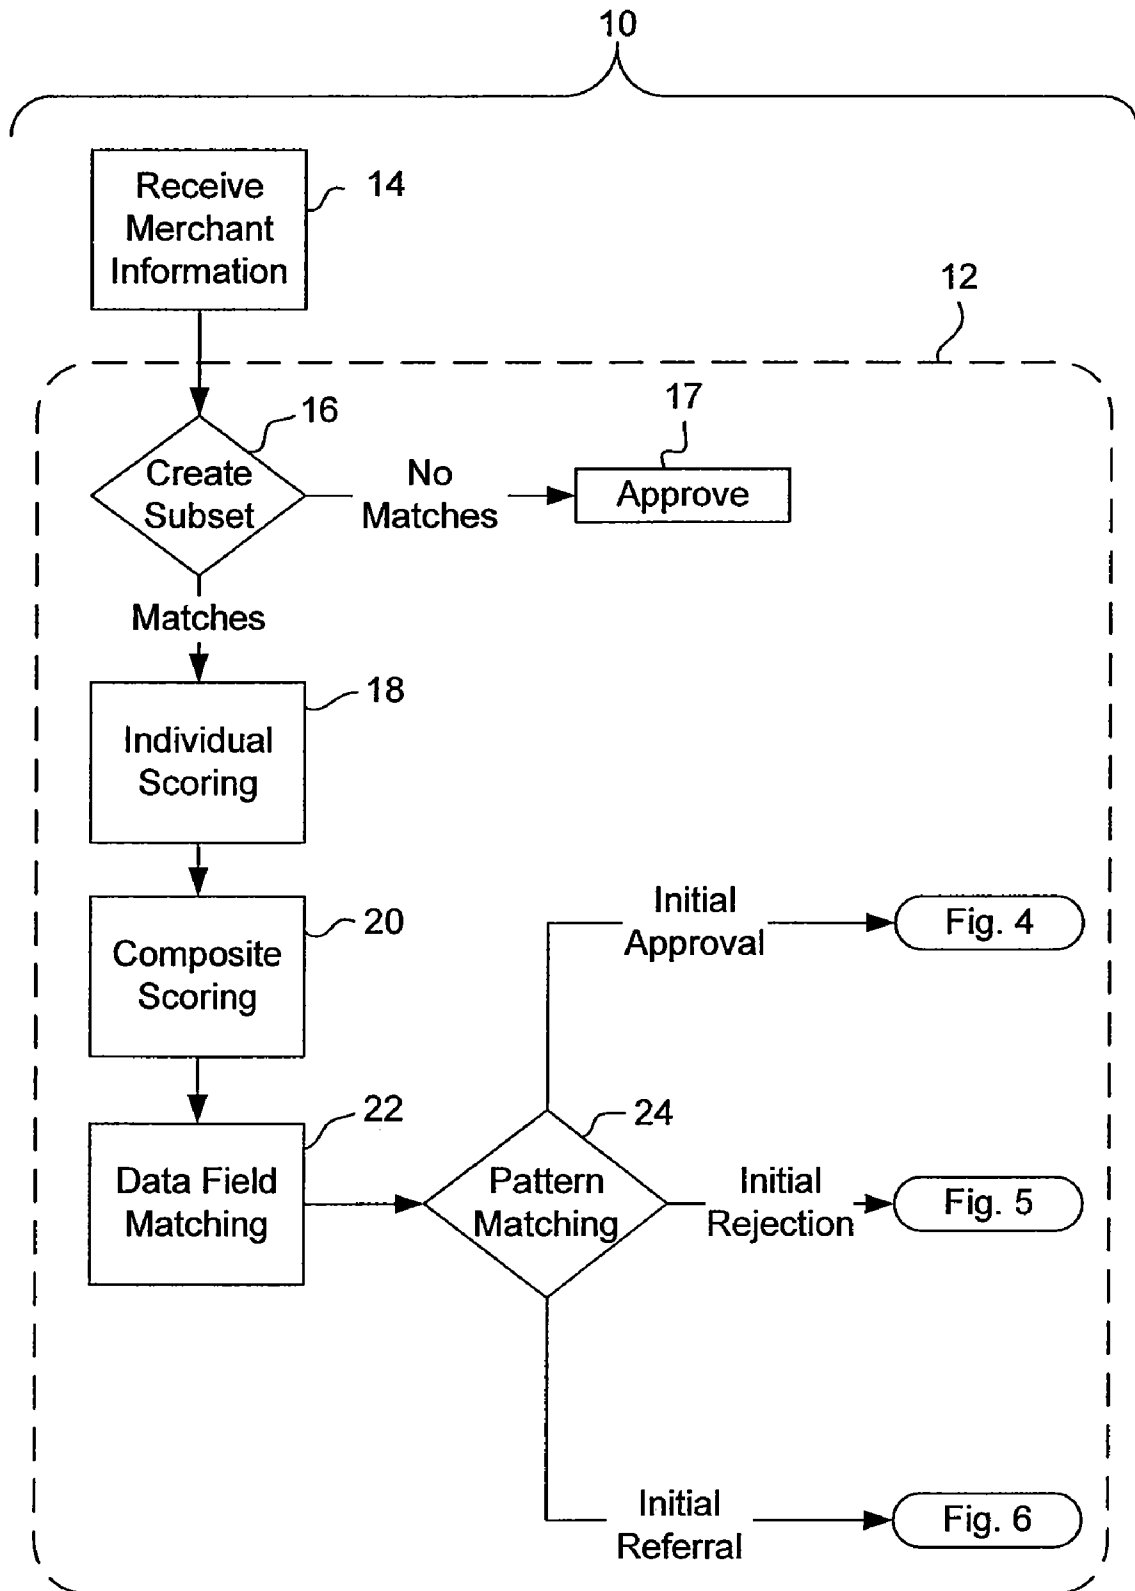 10
Receive
Merchant
Information
14
12
16
Create
Subset
No
Matches
17
Approve
Matches
18
Individual
Scoring
20
Composite
Scoring
Initial
Approval
Fig. 4
22
Data Field
Matching
24
Pattern
Matching
Initial
Rejection
Fig. 5
Initial
Referral
Fig. 6